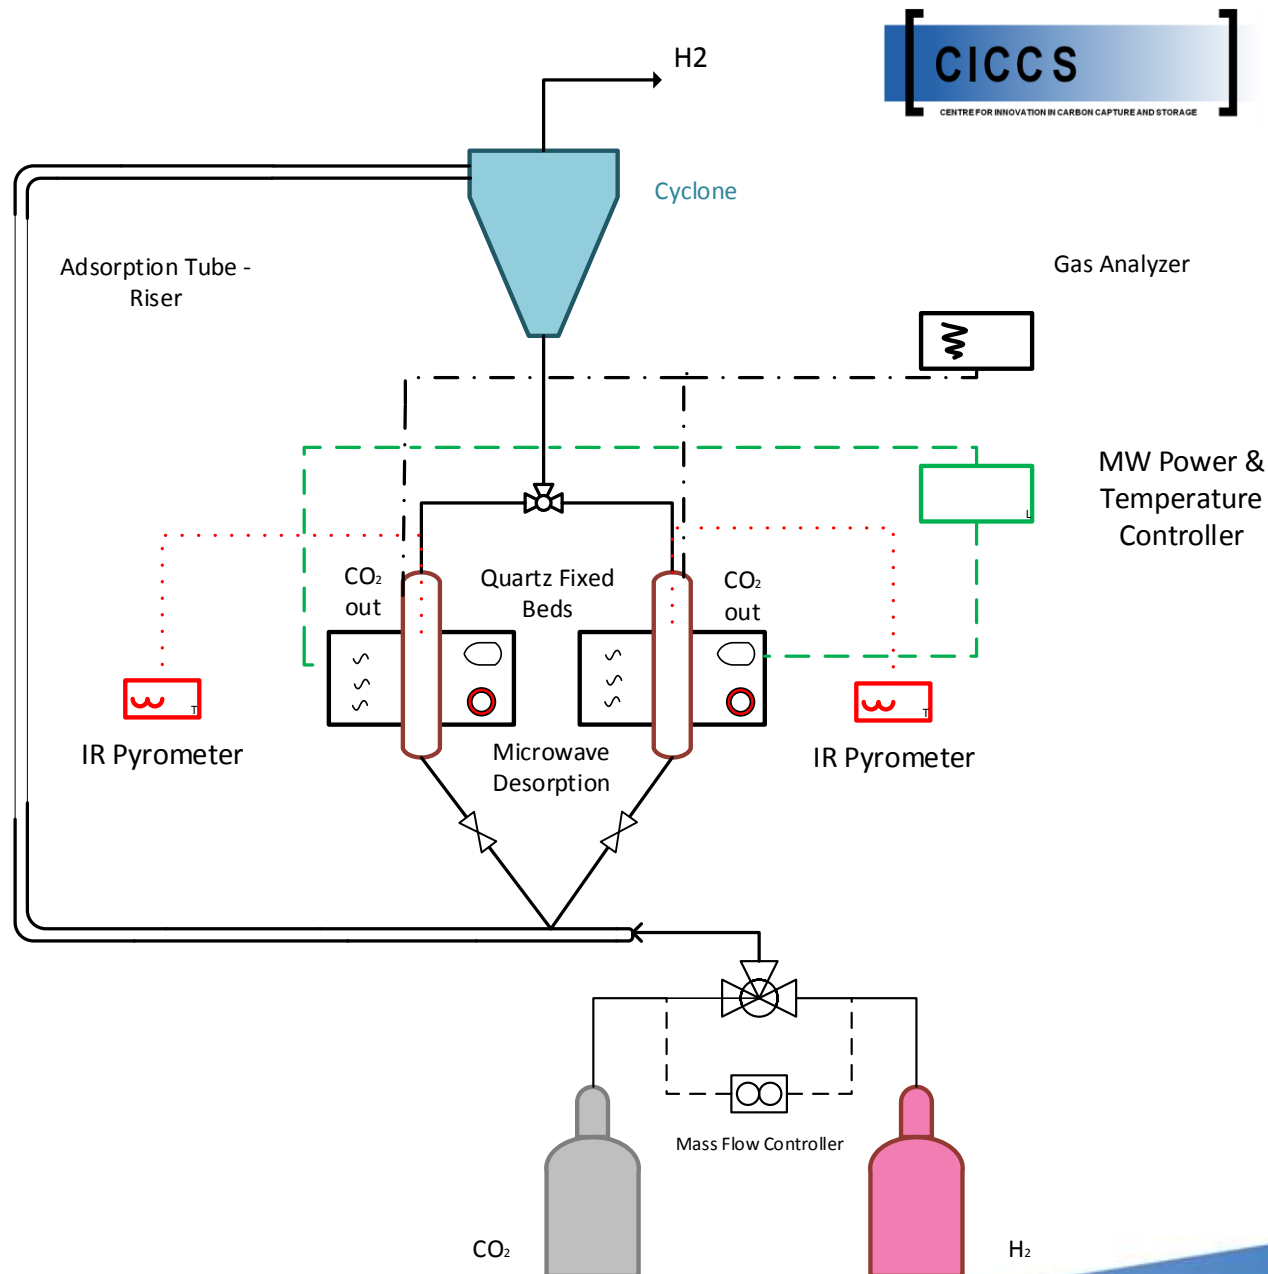 H2
CICCS
CENTRE FOR INNOVATION IN CARBON CAPTURE AND STORAGE
Cyclone
Adsorption Tube -
Riser
Gas Analyzer
MW Power &
Temperature
Controller
L
CO₂
out
Quartz Fixed
Beds
CO₂
out
T
IR Pyrometer
T
IR Pyrometer
Microwave
Desorption
Mass Flow Controller
CO₂
H₂